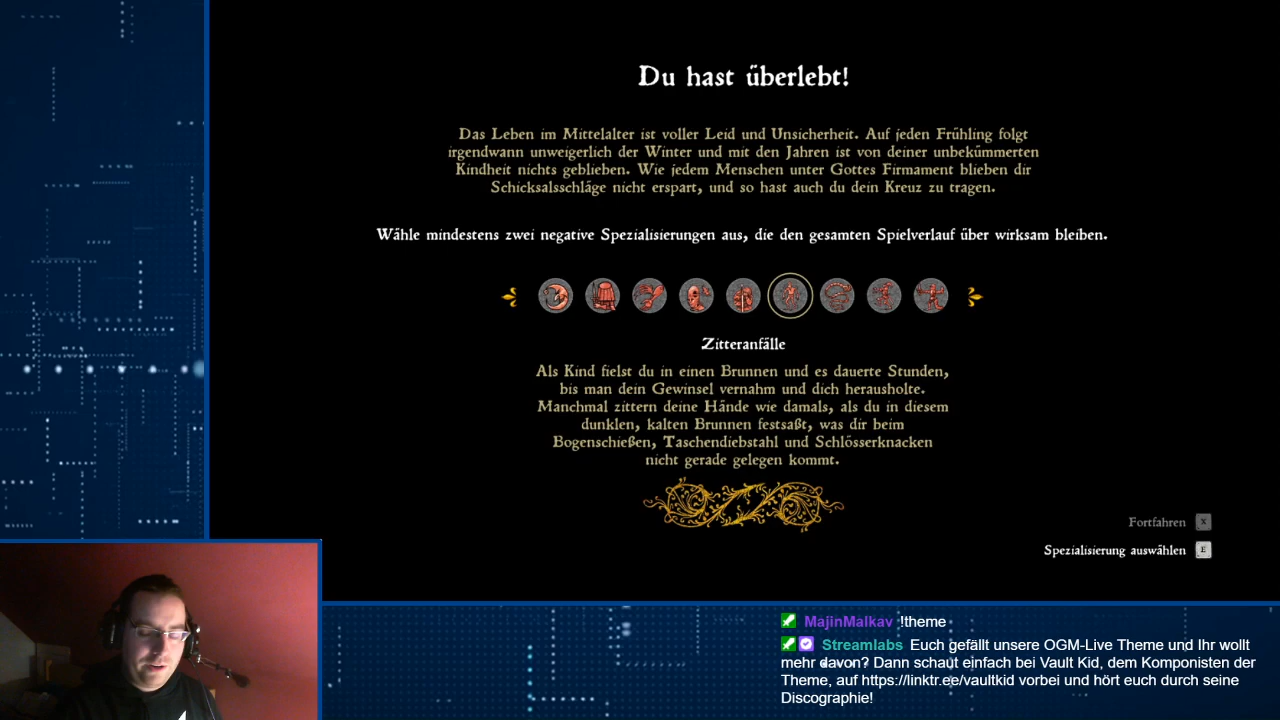 Du hast überlebt!
Das Leben im Mittelalter ist voller Leid und Unsicherheit. Auf jeden Frühling folgt
irgendwann unweigerlich der Winter und mit den Jahren ist von deiner unbekümmerten
Kindheit nichts geblieben. Wie jedem Menschen unter Gottes Firmament blieben dir
Schicksalsschläge nicht erspart, und so hast auch du dein Kreuz zu tragen.
Wähle mindestens zwei negative Spezialisierungen aus, die den gesamten Spielverlauf über wirksam bleiben.
Zitteranfälle
Als Kind fielst du in einen Brunnen und es dauerte Stunden,
bis man dein Gewinsel vernahm und dich herausholte.
Manchmal zittern deine Hände wie damals, als du in diesem
dunklen, kalten Brunnen festsaßt, was dir beim
Bogenschießen, Taschendiebstahl und Schlösserknacken
nicht gerade gelegen kommt.
Fortfahren X
Spezialisierung auswählen E
MajinMalkav !theme
Streamlabs Euch gefällt unsere OGM-Live Theme und Ihr wollt
mehr davon? Dann schaut einfach bei Vault Kid, dem Komponisten der
Theme, auf https://linktr.ee/vaultkid vorbei und hört euch durch seine
Discographie!